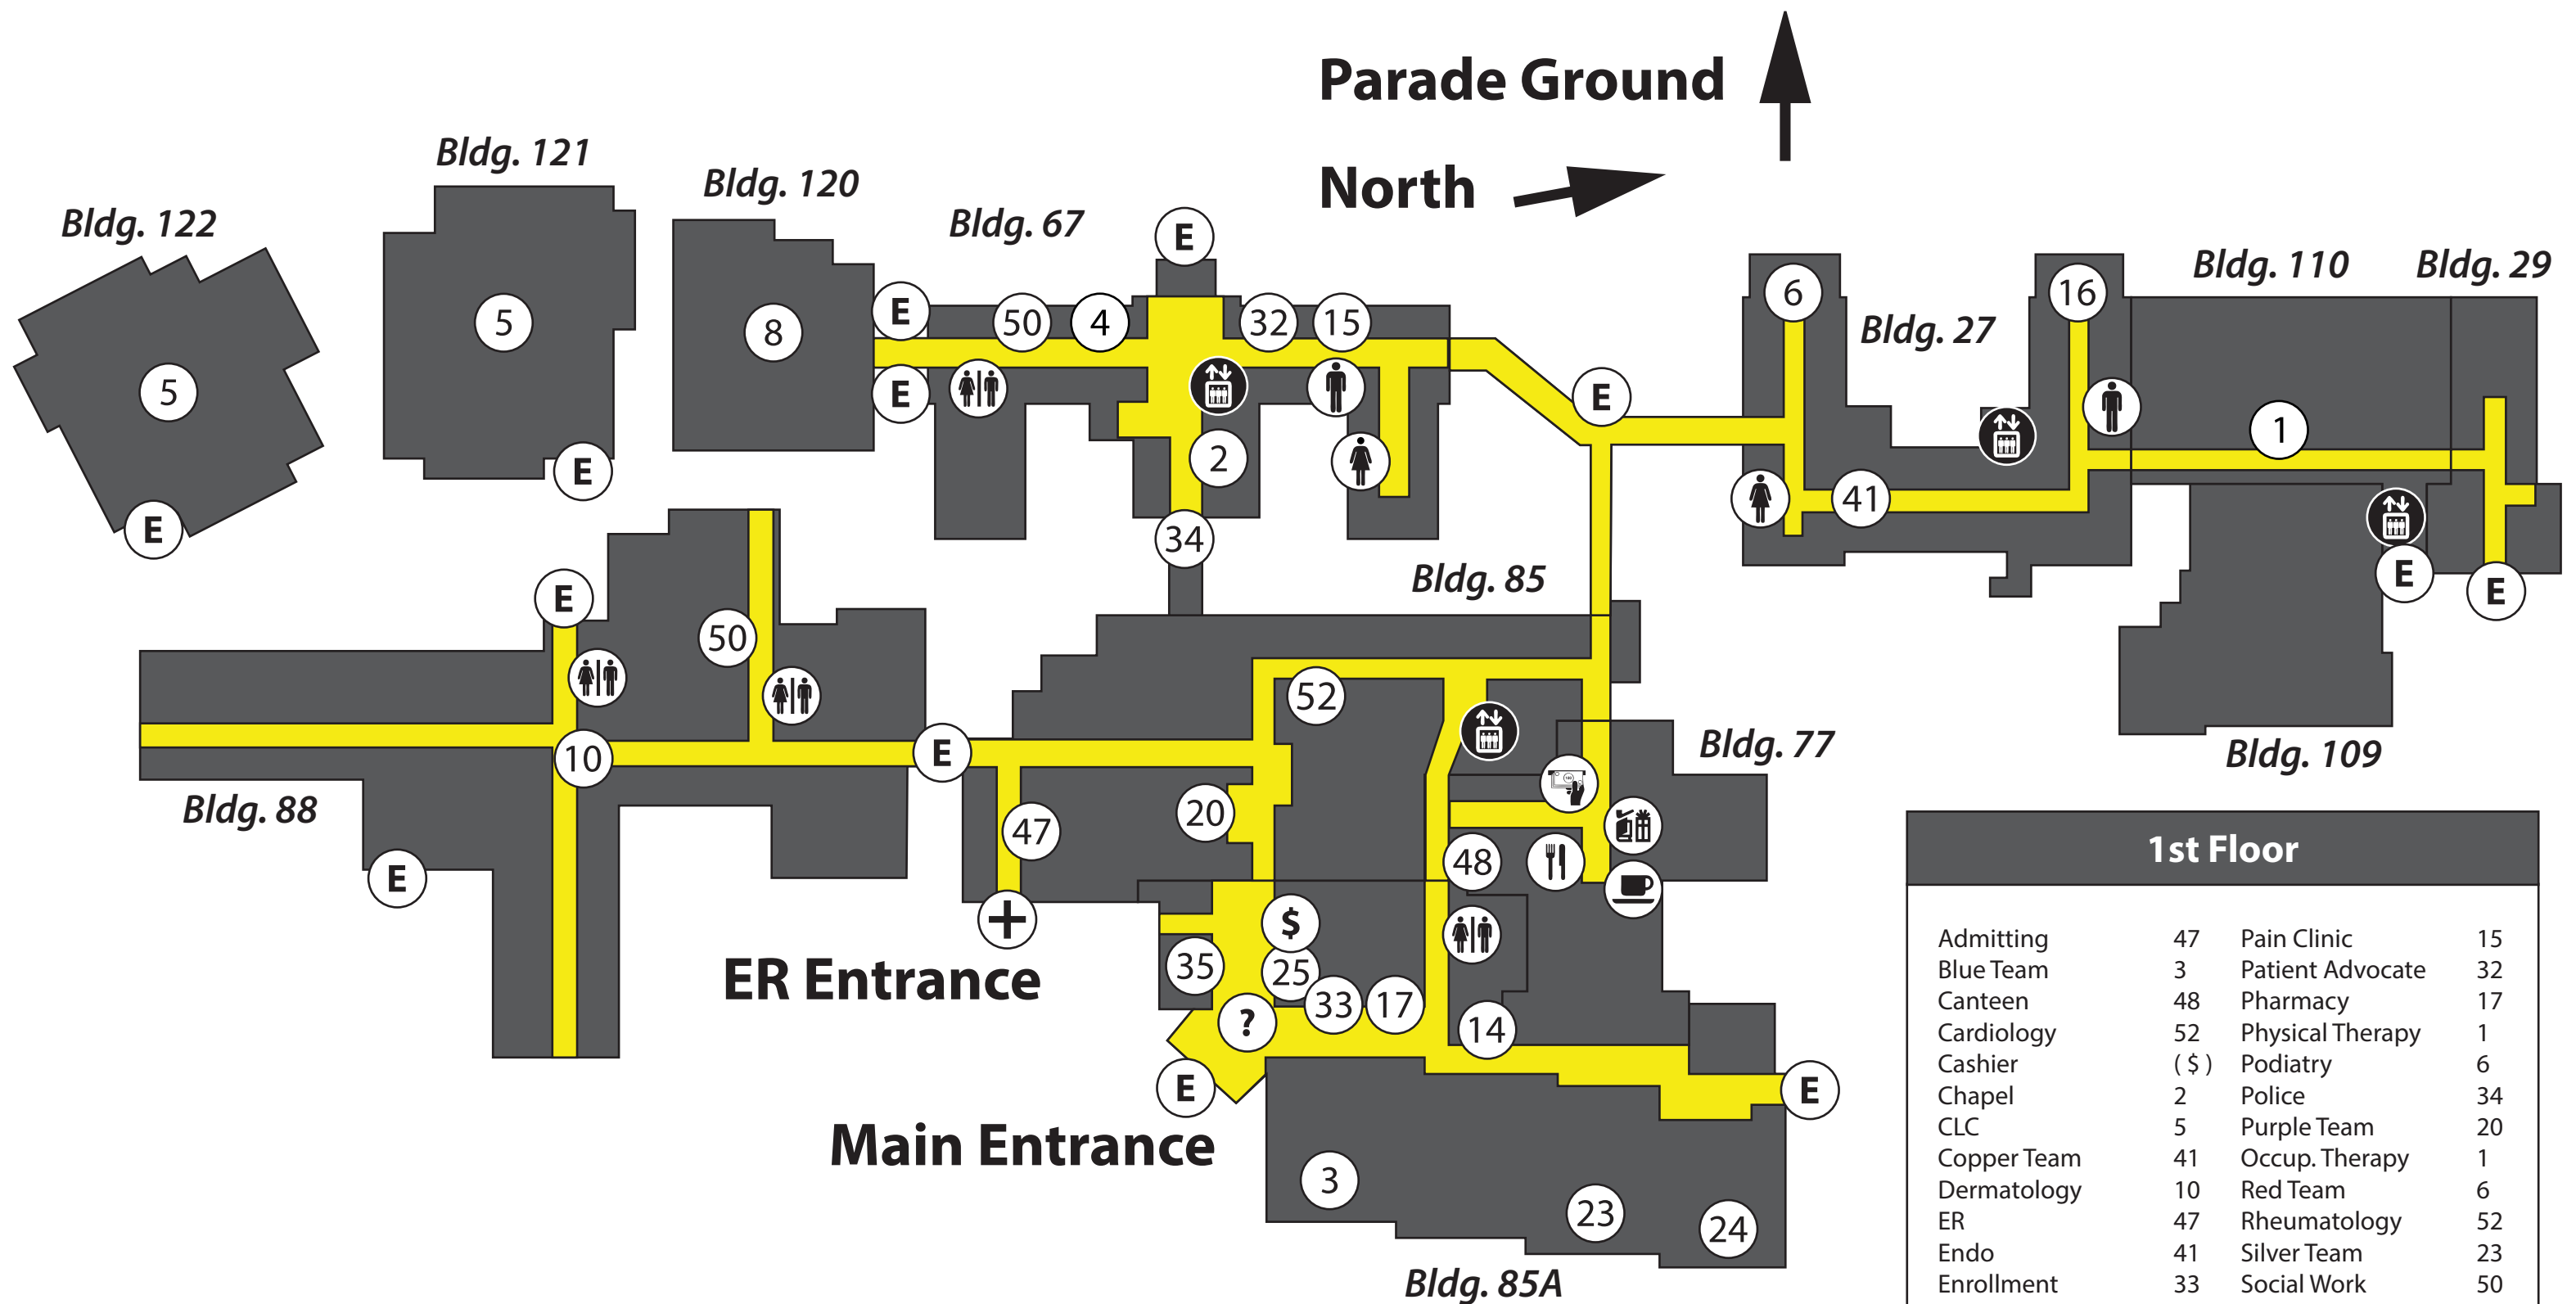 Parade Ground
Bldg. 121
Bldg. 120
North
Bldg. 122
Bldg. 67
E
Bldg. 110
Bldg. 29
6
16
E
50
4
32
15
5
8
Bldg. 27
5
E
E
1
2
E
41
E
34
E
Bldg. 85
E
E
E
50
52
10
E
Bldg. 77
Bldg. 109
Bldg. 88
20
47
48
E
$
ER Entrance
35
25
33
17
?
14
E
E
Main Entrance
3
23
24
Bldg. 85A
1st Floor
Admitting 47 Pain Clinic 15
Blue Team 3 Patient Advocate 32
Canteen 48 Pharmacy 17
Cardiology 52 Physical Therapy 1
Cashier ( $ ) Podiatry 6
Chapel 2 Police 34
CLC 5 Purple Team 20
Copper Team 41 Occup. Therapy 1
Dermatology 10 Red Team 6
ER 47 Rheumatology 52
Endo 41 Silver Team 23
Enrollment 33 Social Work 50